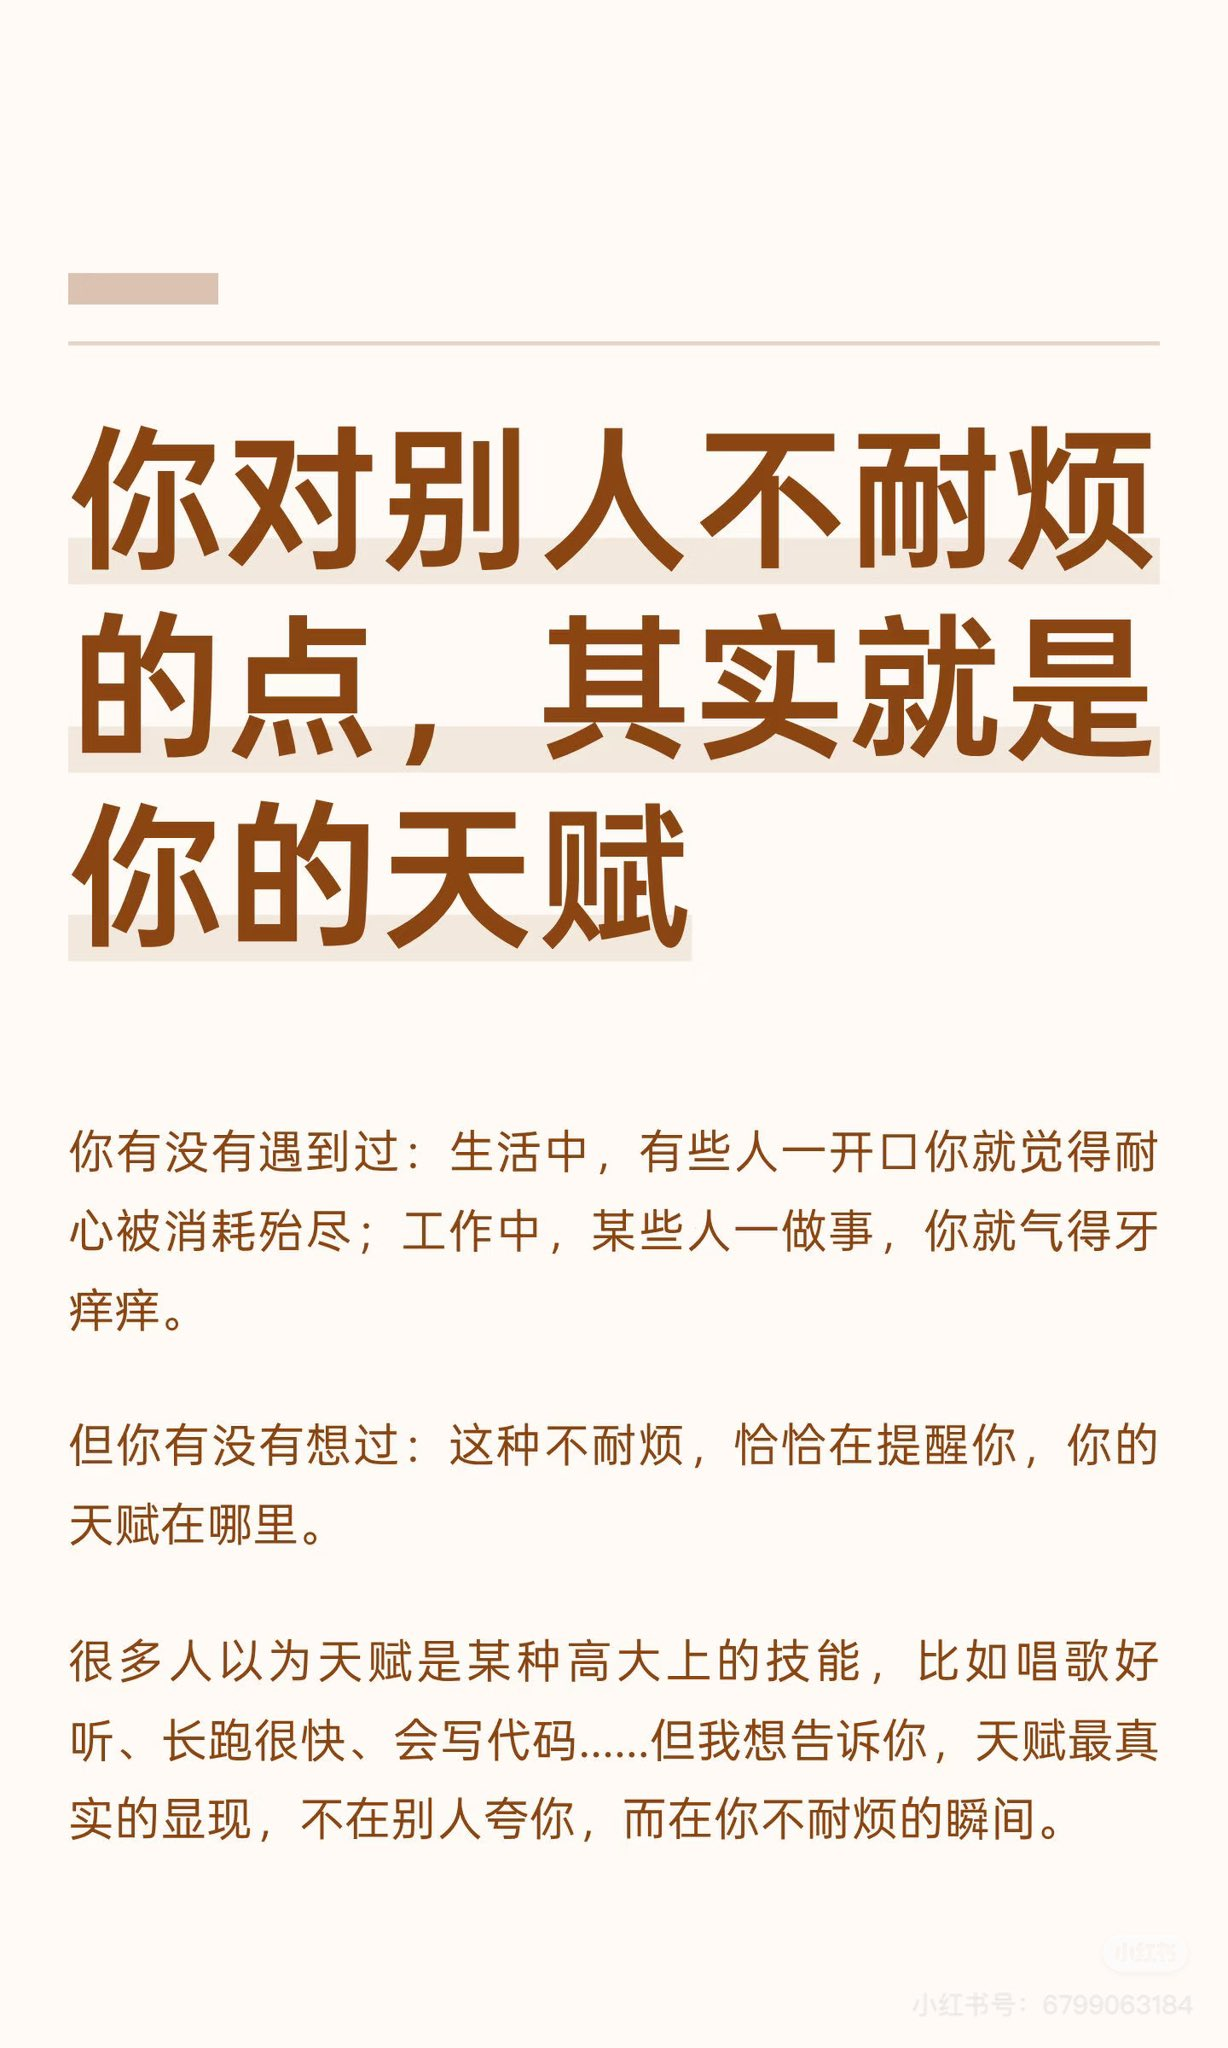 你对别人不耐烦
的点，其实就是
你的天赋
你有没有遇到过：生活中，有些人一开口你就觉得耐
心被消耗殆尽；工作中，某些人一做事，你就气得牙
痒痒。
但你有没有想过：这种不耐烦，恰恰在提醒你，你的
天赋在哪里。
很多人以为天赋是某种高大上的技能，比如唱歌好
听、长跑很快、会写代码......但我想告诉你，天赋最真
实的显现，不在别人夸你，而在你不耐烦的瞬间。
小红书
小红书号：6799063184